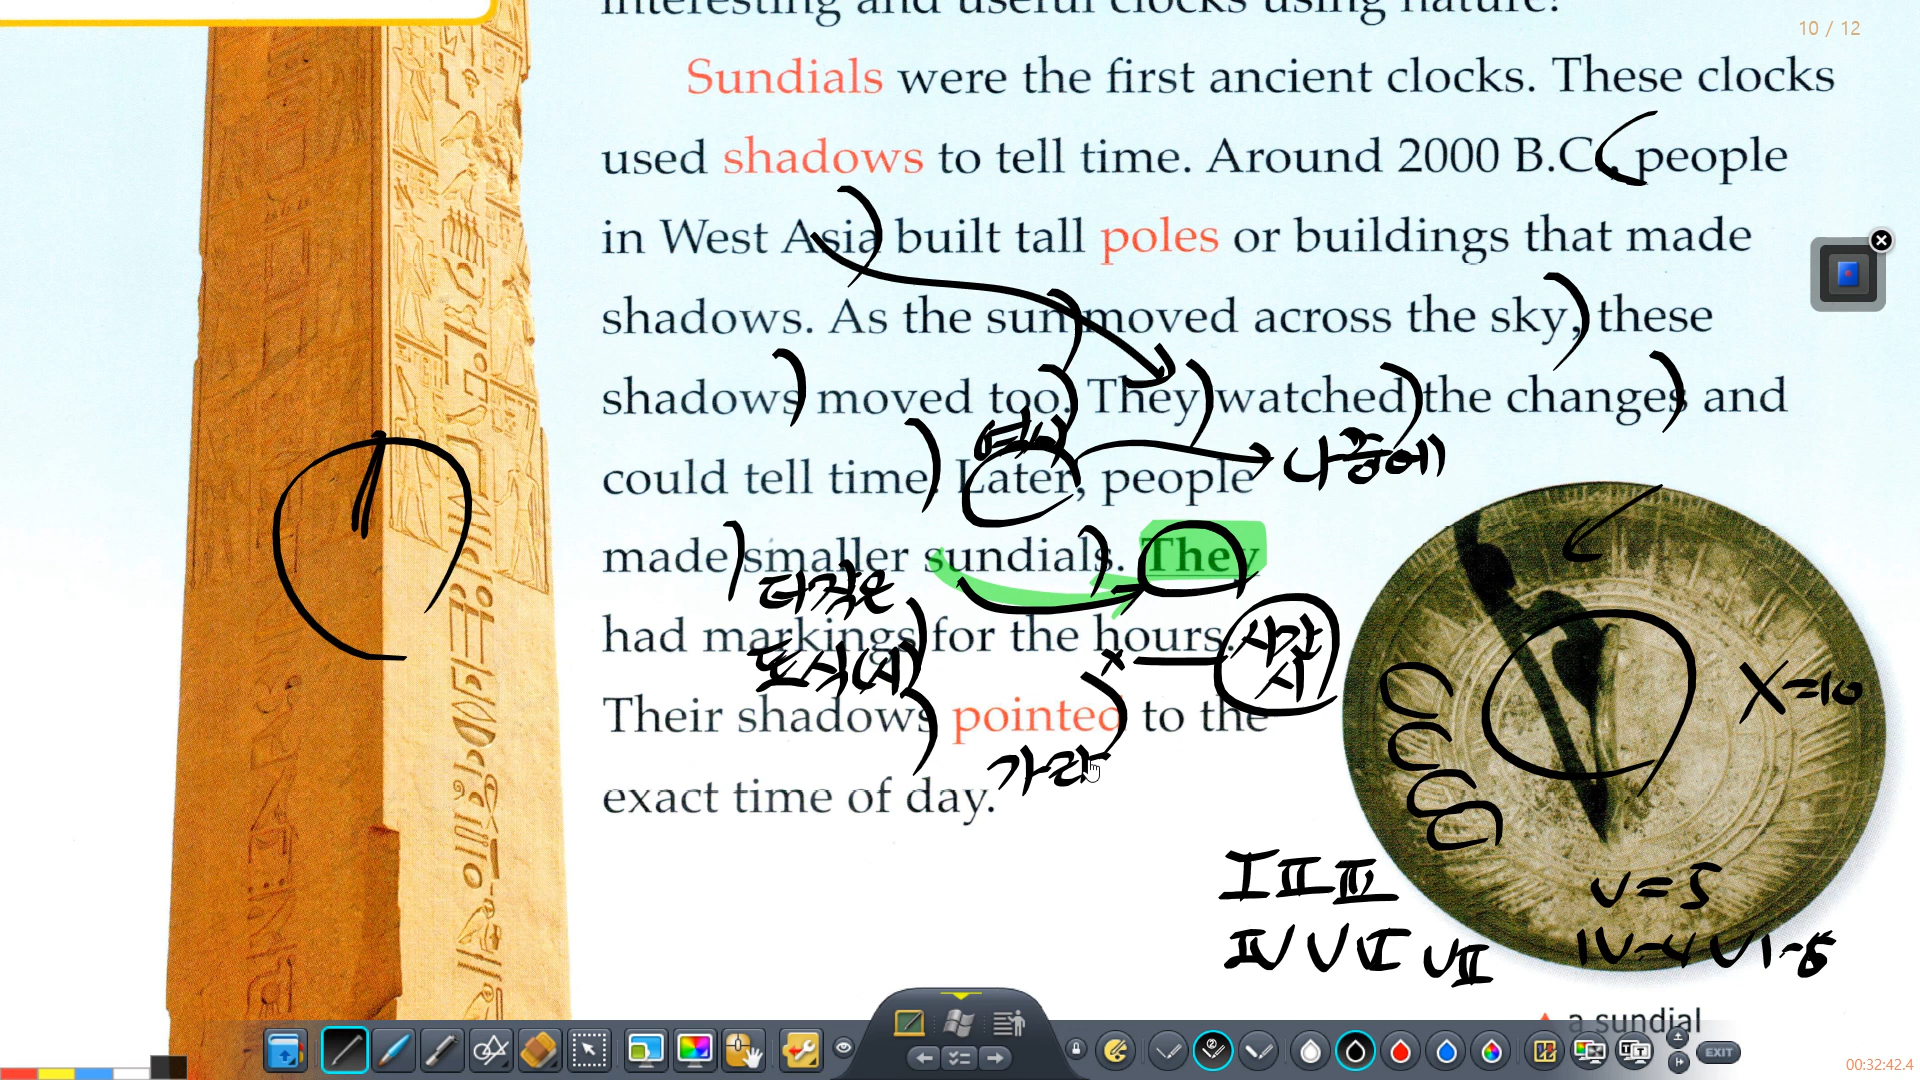 interesting and useful clocks using nature?
10 / 12
Sundials were the first ancient clocks. These clocks
used shadows to tell time. Around 2000 B.C., people
in West Asia built tall poles or buildings that made
shadows. As the sun moved across the sky, these
shadows moved too. They watched the changes and
could tell time. Later, people
나중에
made smaller sundials. They
더 작은
had markings for the hours.
시간
시
Their shadows pointed to the
X=10
가리
exact time of day.
I II III
V=5
IV V VI VII
IV=4 VI=6
a sundial
EXIT
00:32:42.4